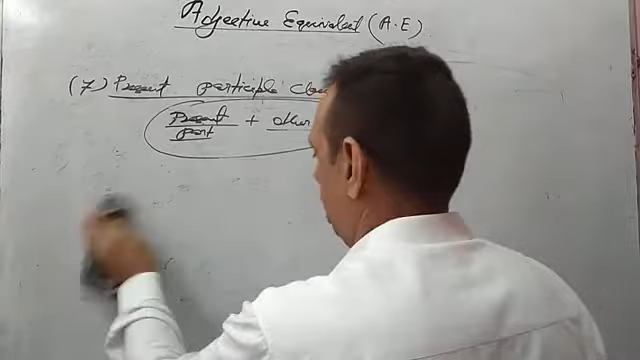 Adjective Equivalent (A.E)
(7) Present participle
Present + other
part